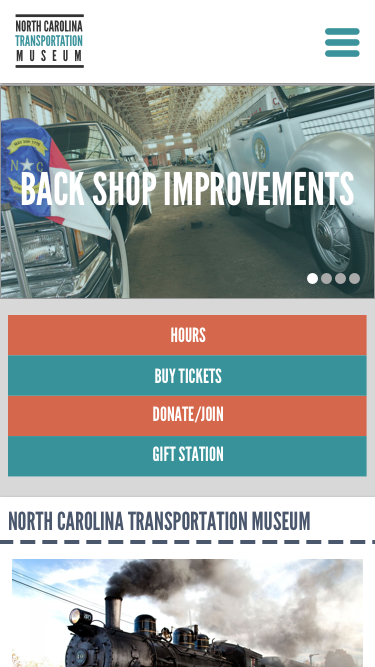 NORTH CAROLINA
TRANSPORTATION
MUSEUM
BACK SHOP IMPROVEMENTS
HOURS
BUY TICKETS
DONATE/JOIN
GIFT STATION
NORTH CAROLINA TRANSPORTATION MUSEUM